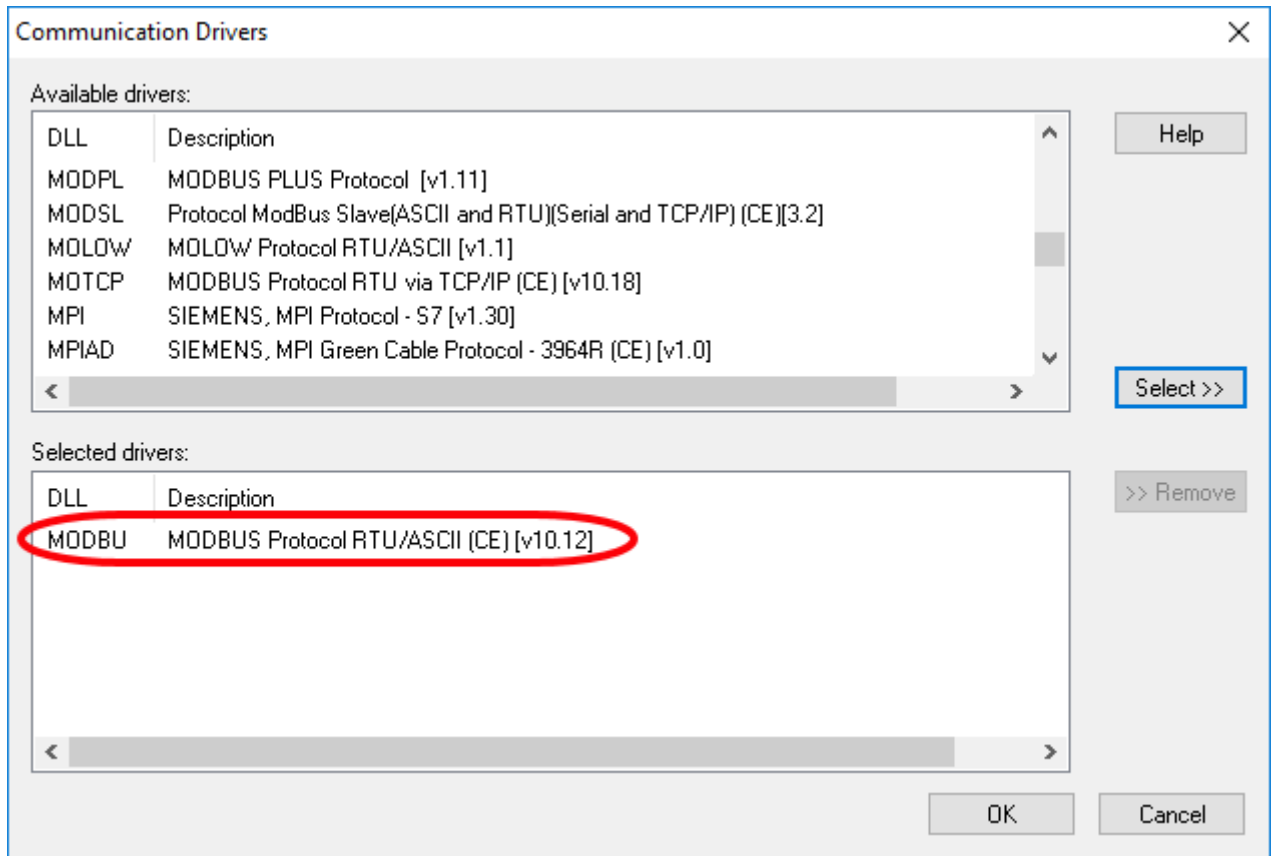 Communication Drivers
Available drivers:
DLL Description
Help
MODPL MODBUS PLUS Protocol [v1.11]
MODSL Protocol ModBus Slave(ASCII and RTU)(Serial and TCP/IP) (CE)[3.2]
MOLOW MOLOW Protocol RTU/ASCII [v1.1]
MOTCP MODBUS Protocol RTU via TCP/IP (CE) [v10.18]
MPI SIEMENS, MPI Protocol - S7 [v1.30]
MPIAD SIEMENS, MPI Green Cable Protocol - 3964R (CE) [v1.0]
Select >>
Selected drivers:
DLL Description
>> Remove
MODBU MODBUS Protocol RTU/ASCII (CE) [v10.12]
OK Cancel